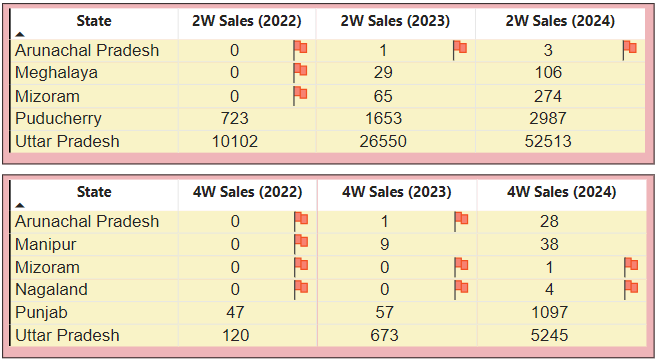 State 2W Sales (2022) 2W Sales (2023) 2W Sales (2024)
Arunachal Pradesh 0 1 3
Meghalaya 0 29 106
Mizoram 0 65 274
Puducherry 723 1653 2987
Uttar Pradesh 10102 26550 52513
State 4W Sales (2022) 4W Sales (2023) 4W Sales (2024)
Arunachal Pradesh 0 1 28
Manipur 0 9 38
Mizoram 0 0 1
Nagaland 0 0 4
Punjab 47 57 1097
Uttar Pradesh 120 673 5245